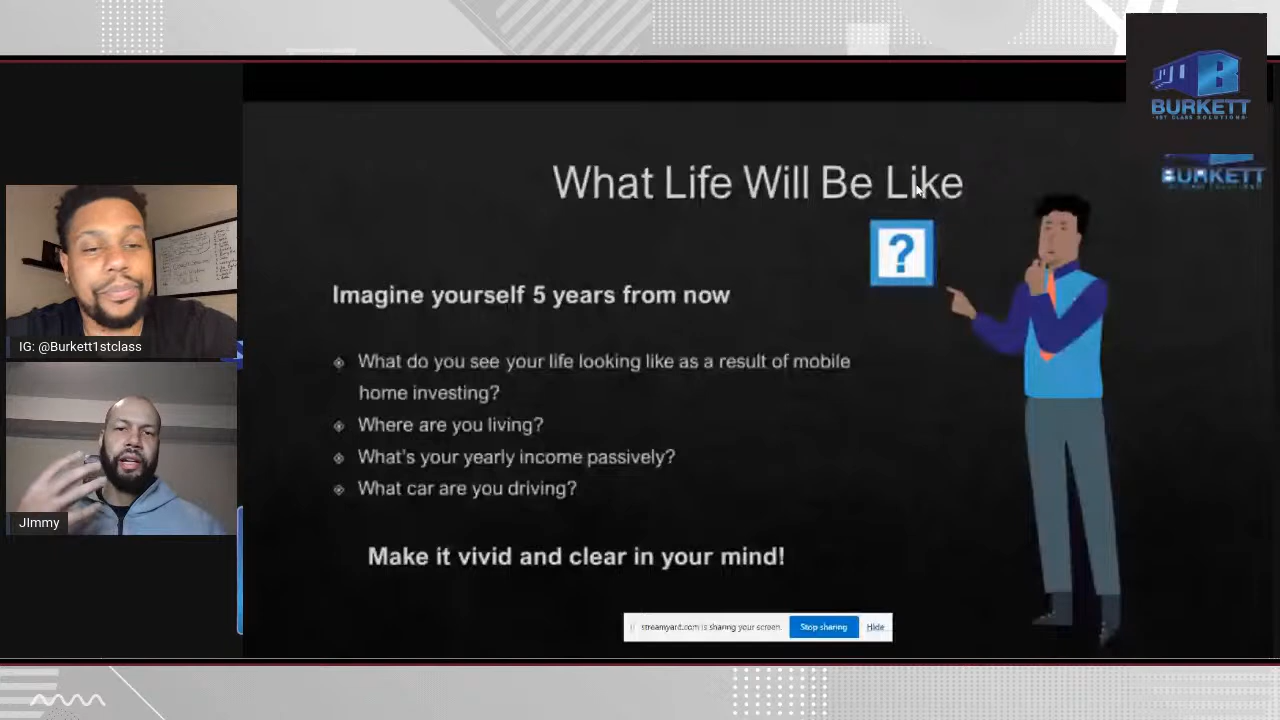 BURKETT
1ST CLASS SOLUTIONS
BURKETT
What Life Will Be Like
?
Imagine yourself 5 years from now
What do you see your life looking like as a result of mobile
home investing?
Where are you living?
What's your yearly income passively?
What car are you driving?
Make it vivid and clear in your mind!
IG: @Burkett1stclass
JImmy
streamyard.com is sharing your screen.
Stop sharing
Hide